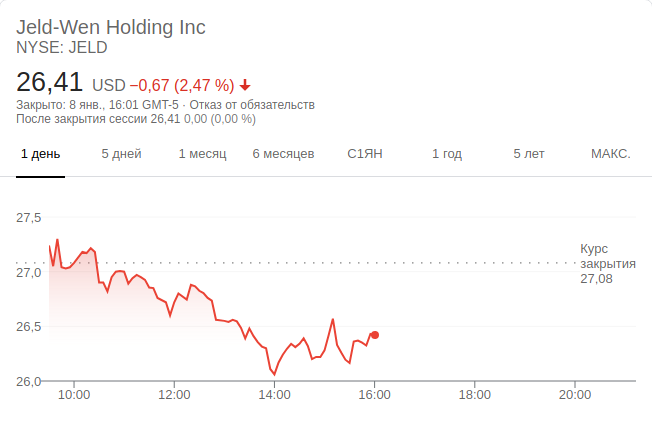 Jeld-Wen Holding Inc
NYSE: JELD
26,41 USD −0,67 (2,47 %)
Закрыто: 8 янв., 16:01 GMT-5 · Отказ от обязательств
После закрытия сессии 26,41 0,00 (0,00 %)
1 день 5 дней 1 месяц 6 месяцев С1ЯН 1 год 5 лет МАКС.
27,5
Курс
закрытия
27,08
27,0
26,5
26,0
10:00 12:00 14:00 16:00 18:00 20:00